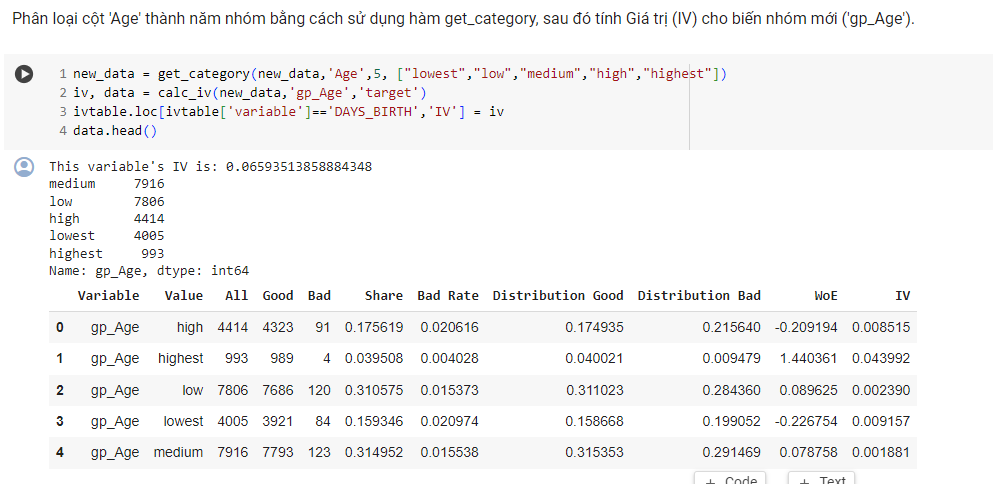 Phân loại cột 'Age' thành năm nhóm bằng cách sử dụng hàm get_category, sau đó tính Giá trị (IV) cho biến nhóm mới ('gp_Age').
1 new_data = get_category(new_data,'Age',5, ["lowest","low","medium","high","highest"])
2 iv, data = calc_iv(new_data,'gp_Age','target')
3 ivtable.loc[ivtable['variable']=='DAYS_BIRTH','IV'] = iv
4 data.head()
This variable's IV is: 0.06593513858884348
medium 7916
low 7806
high 4414
lowest 4005
highest 993
Name: gp_Age, dtype: int64
Variable Value All Good Bad Share Bad Rate Distribution Good Distribution Bad WoE IV
0 gp_Age high 4414 4323 91 0.175619 0.020616 0.174935 0.215640 -0.209194 0.008515
1 gp_Age highest 993 989 4 0.039508 0.004028 0.040021 0.009479 1.440361 0.043992
2 gp_Age low 7806 7686 120 0.310575 0.015373 0.311023 0.284360 0.089625 0.002390
3 gp_Age lowest 4005 3921 84 0.159346 0.020974 0.158668 0.199052 -0.226754 0.009157
4 gp_Age medium 7916 7793 123 0.314952 0.015538 0.315353 0.291469 0.078758 0.001881
+ Code + Text